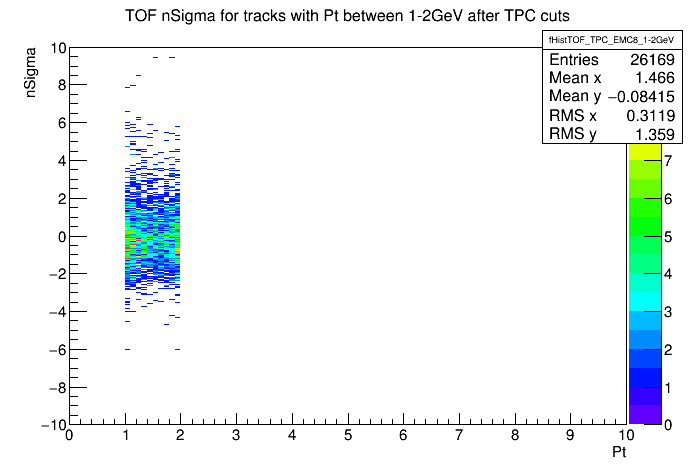 TOF nSigma for tracks with Pt between 1-2GeV after TPC cuts
fHistTOF_TPC_EMC8_1-2GeV
Entries 26169
Mean x 1.466
Mean y −0.08415
RMS x 0.3119
RMS y 1.359
nSigma
10
8
6
4
2
0
−2
−4
−6
−8
−10
0 1 2 3 4 5 6 7 8 9 10
Pt
7
6
5
4
3
2
1
0